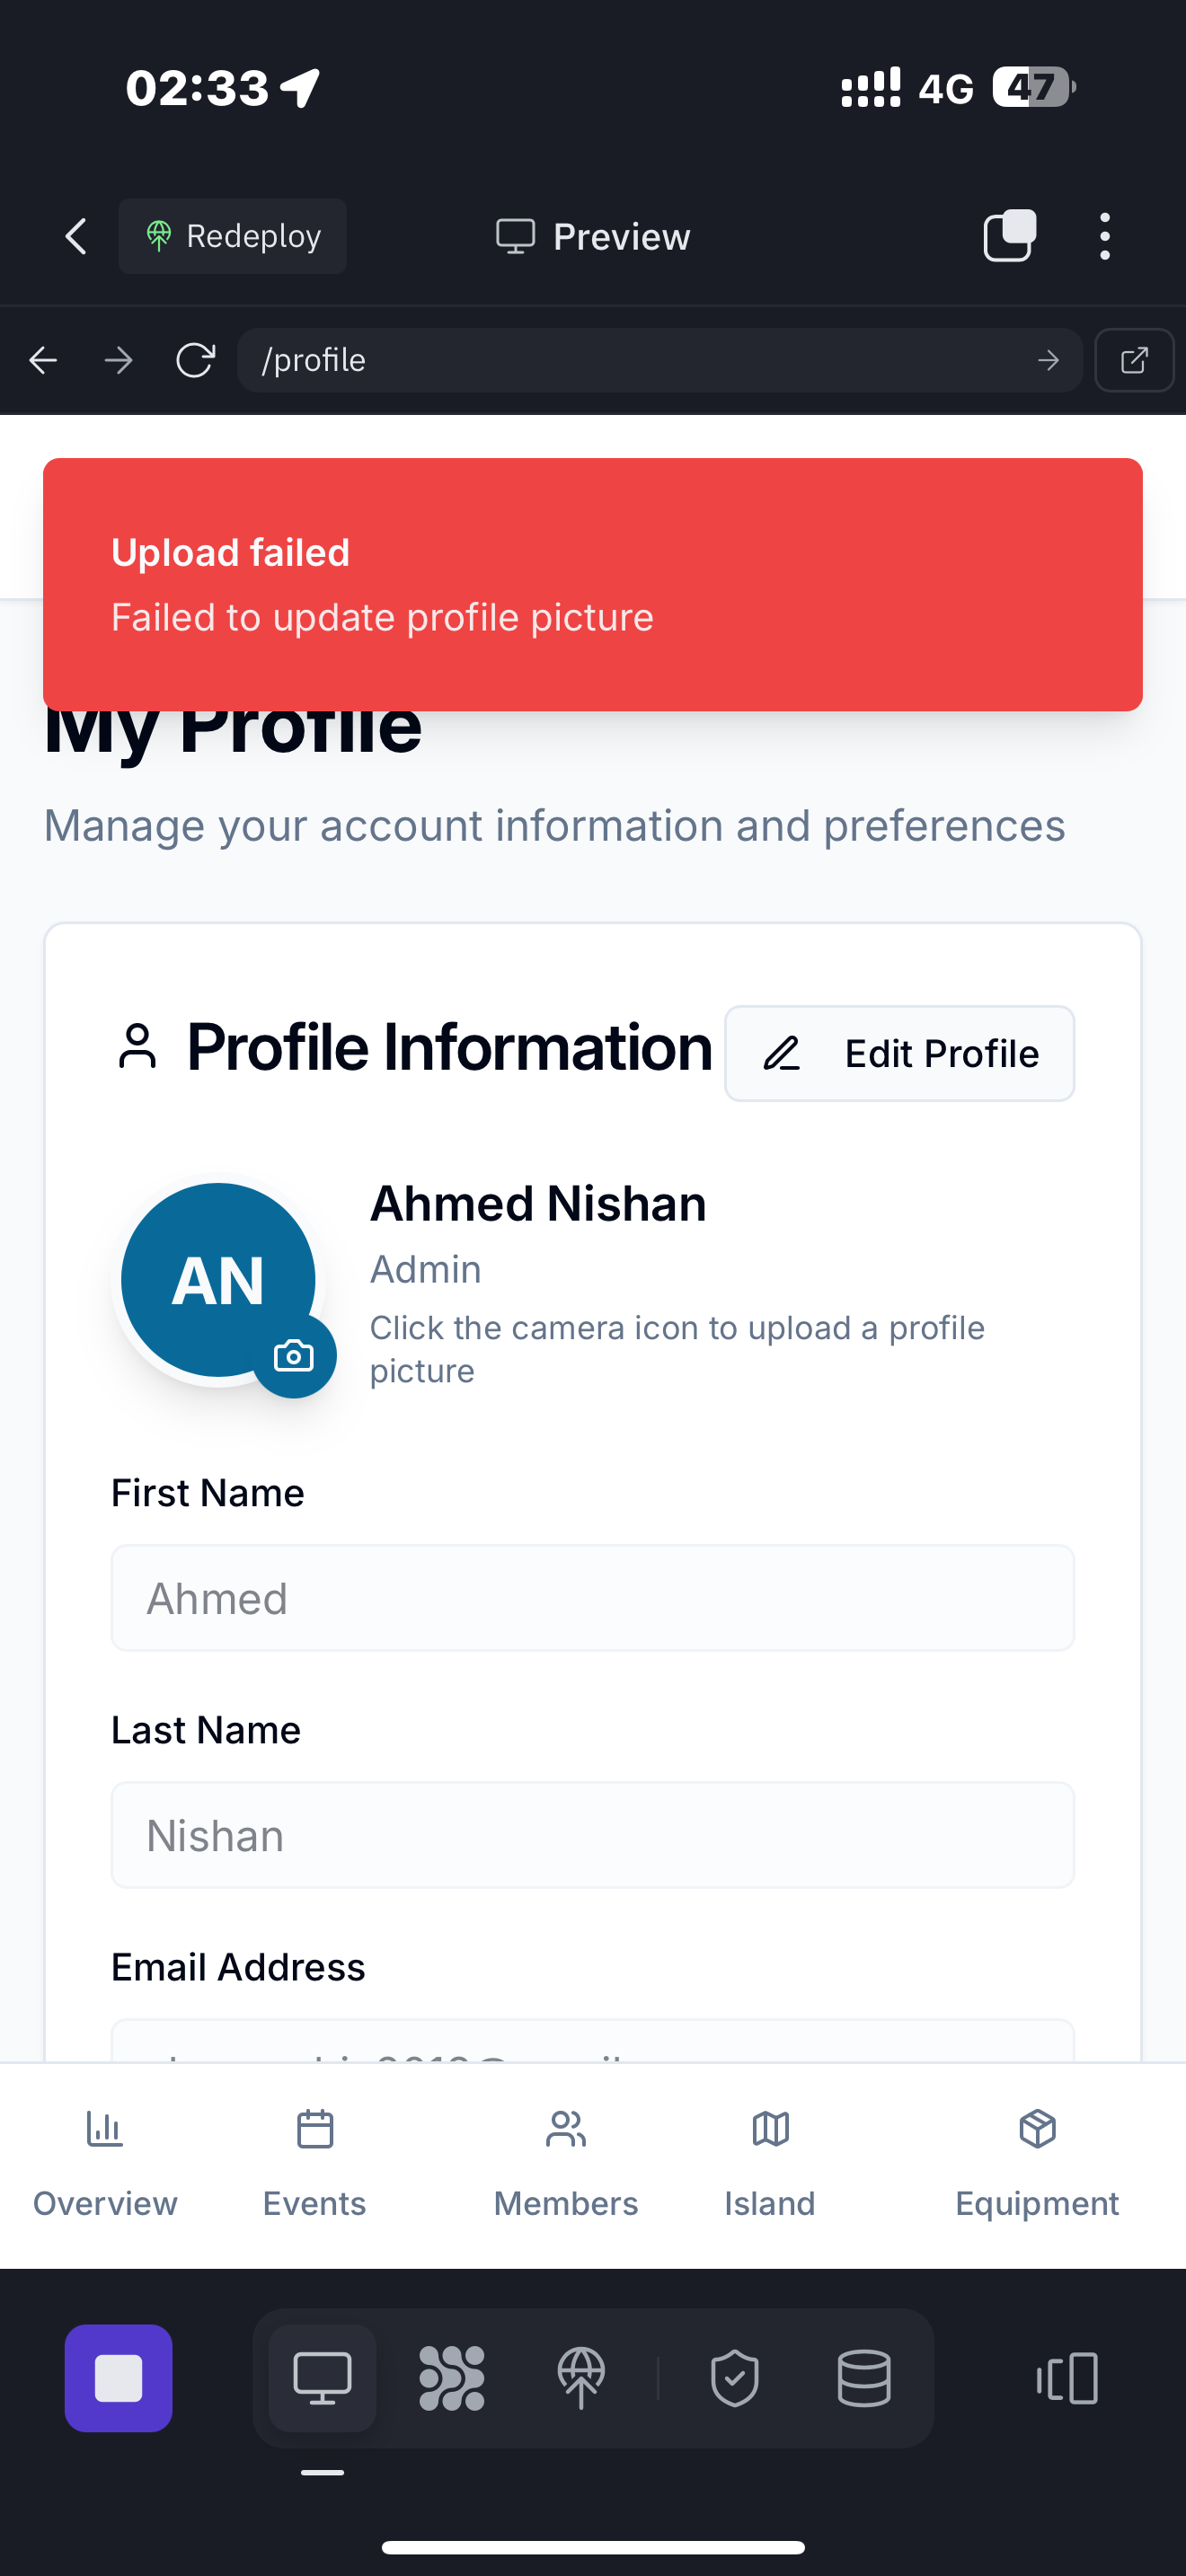 02:33
4G
47
Redeploy
Preview
/profile
Upload failed
Failed to update profile picture
My Profile
Manage your account information and preferences
Profile Information
Edit Profile
AN
Ahmed Nishan
Admin
Click the camera icon to upload a profile
picture
First Name
Ahmed
Last Name
Nishan
Email Address
Overview
Events
Members
Island
Equipment